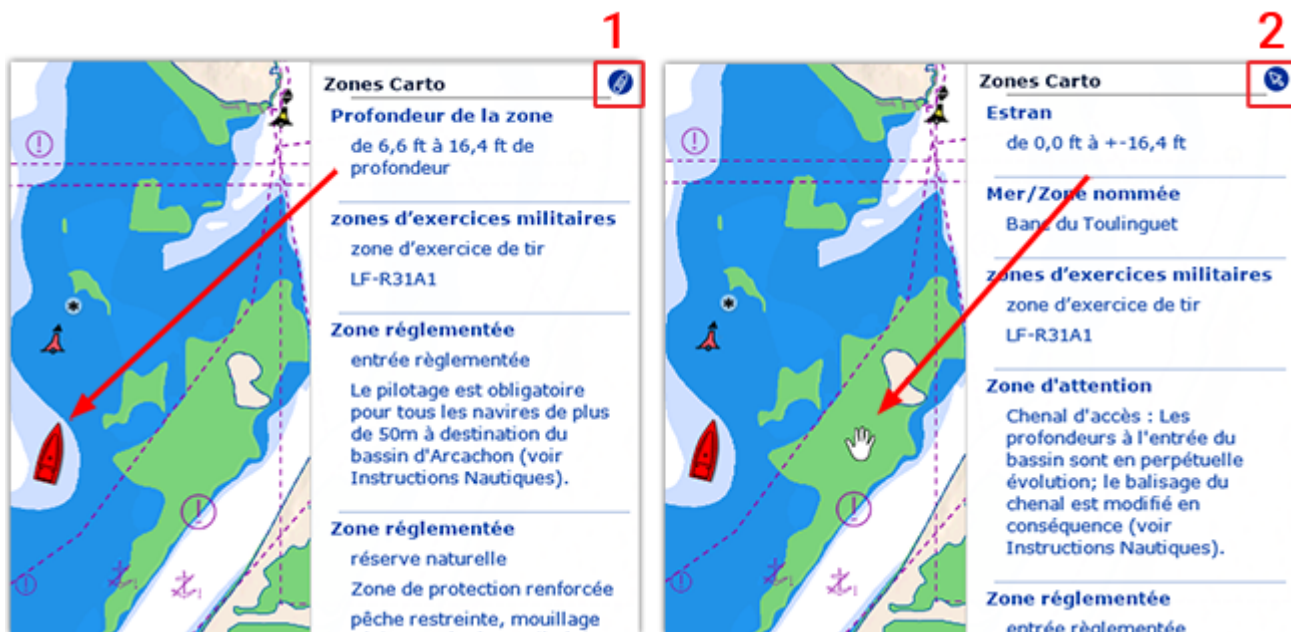 1
Zones Carto
Profondeur de la zone
de 6,6 ft à 16,4 ft de
profondeur
zones d'exercices militaires
zone d'exercice de tir
LF-R31A1
Zone réglementée
entrée règlementée
Le pilotage est obligatoire
pour tous les navires de plus
de 50m à destination du
bassin d'Arcachon (voir
Instructions Nautiques).
Zone réglementée
réserve naturelle
Zone de protection renforcée
pêche restreinte, mouillage
2
Zones Carto
Estran
de 0,0 ft à +-16,4 ft
Mer/Zone nommée
Banc du Toulinguet
zones d'exercices militaires
zone d'exercice de tir
LF-R31A1
Zone d'attention
Chenal d'accès : Les
profondeurs à l'entrée du
bassin sont en perpétuelle
évolution; le balisage du
chenal est modifié en
conséquence (voir
Instructions Nautiques).
Zone réglementée
entrée règlementée